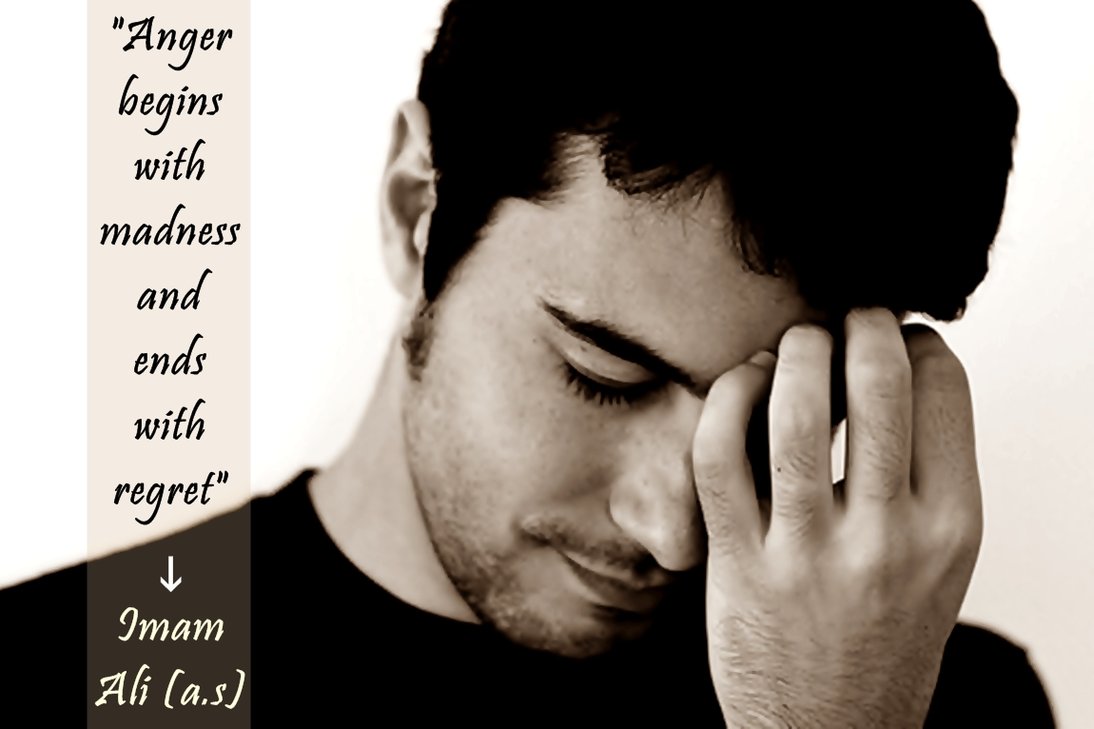 "Anger
begins
with
madness
and
ends
with
regret"
↓
Imam
Ali (a.s)